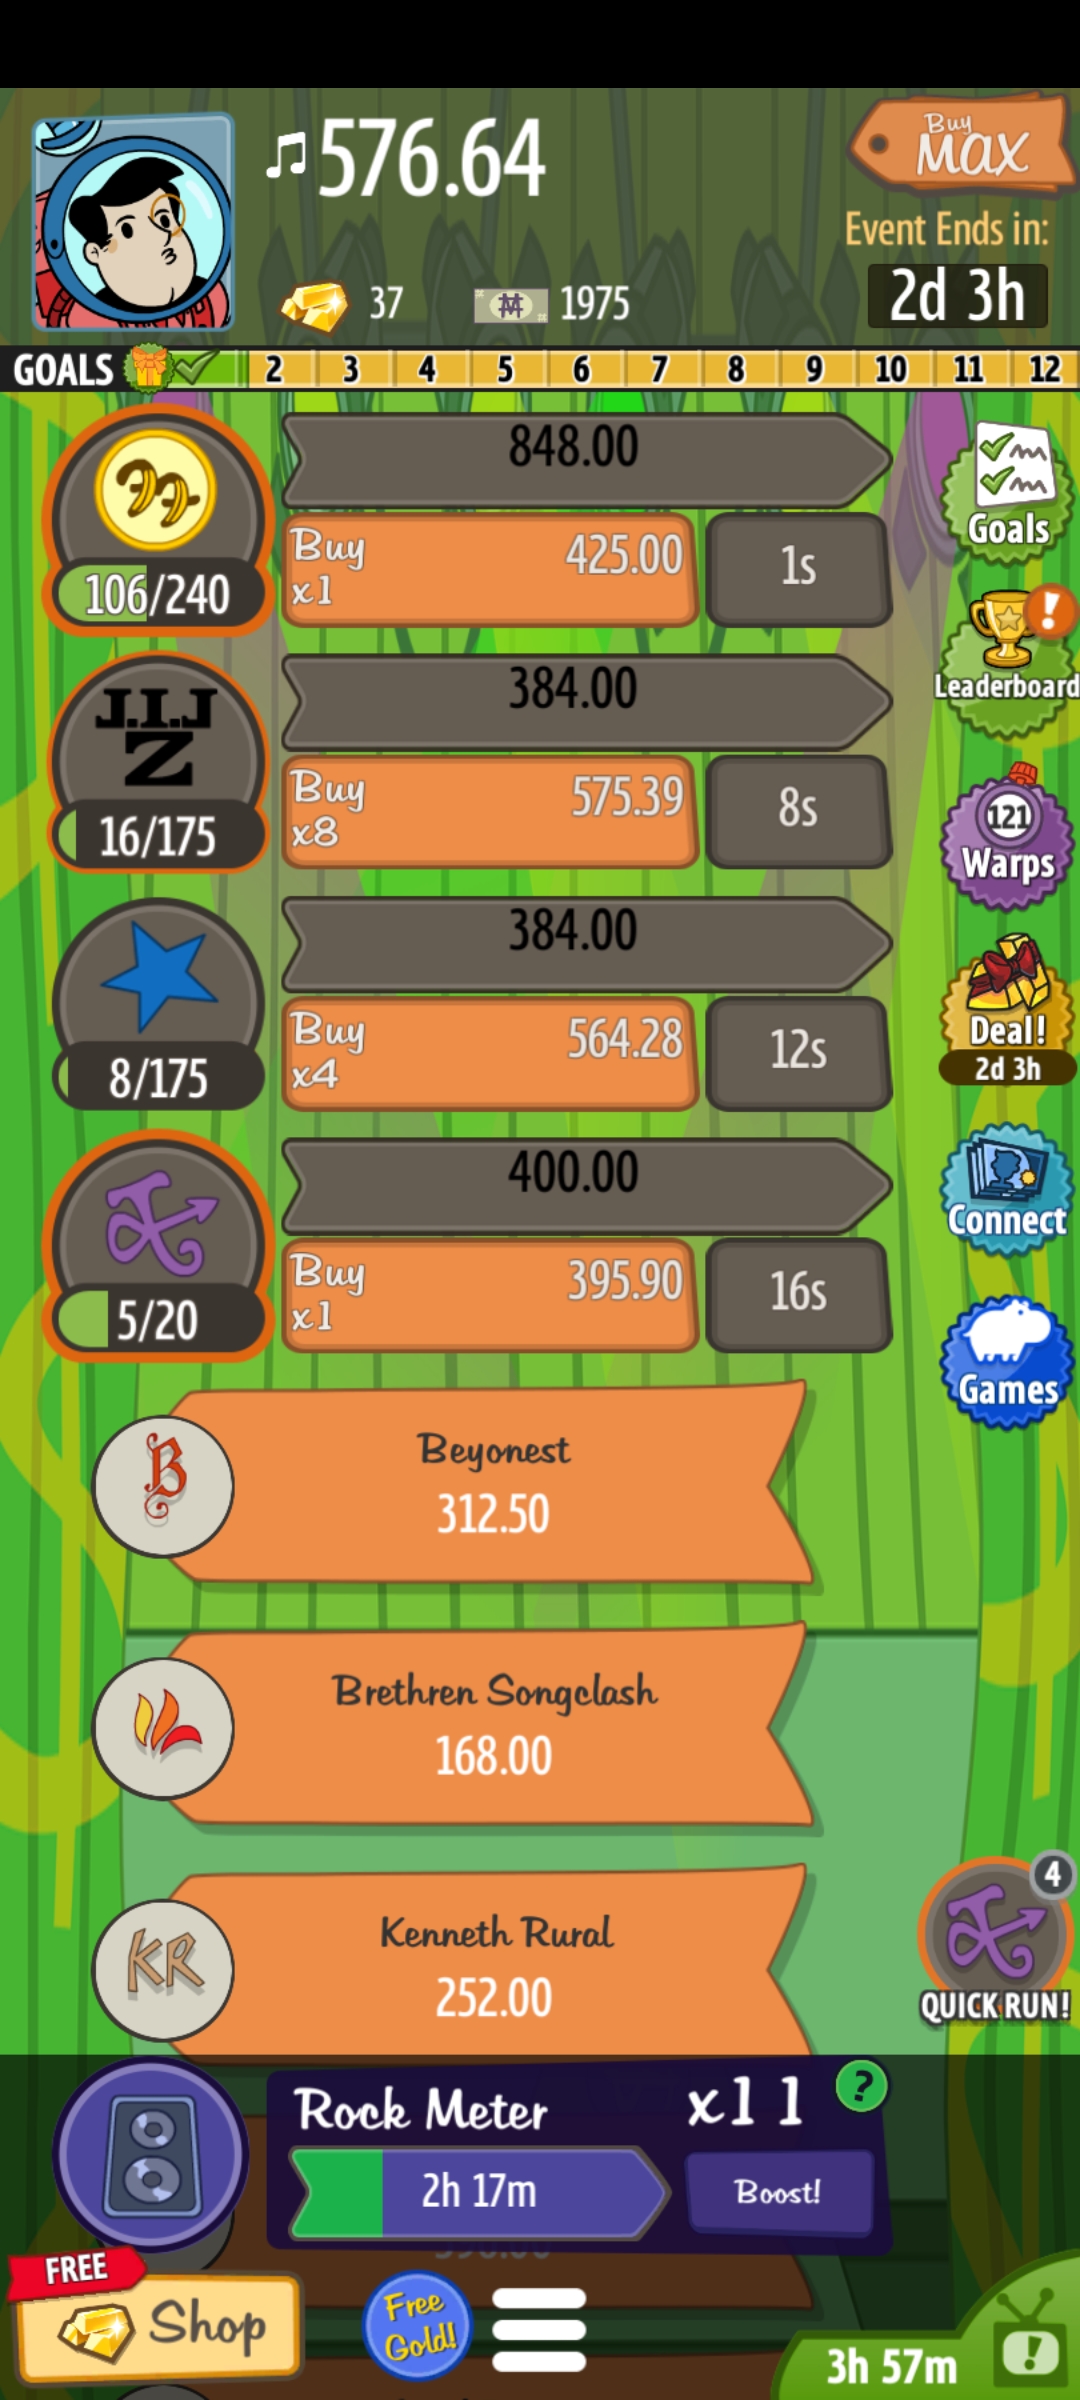 576.64
Buy
MAX
Event Ends in:
37
1975
2d 3h
GOALS 2 3 4 5 6 7 8 9 10 11 12
848.00
Buy
x1
425.00
1s
106/240
Goals
J.I.J
Z
384.00
Buy
x8
575.39
8s
16/175
!
Leaderboard
121
Warps
384.00
Buy
x4
564.28
12s
8/175
Deal!
2d 3h
400.00
Buy
x1
395.90
16s
5/20
Connect
Games
B
Beyonest
312.50
Brethren Songclash
168.00
KR
Kenneth Rural
252.00
4
QUICK RUN!
Rock Meter
x11
?
2h 17m
Boost!
FREE
Shop
Free
Gold!
3h 57m
!